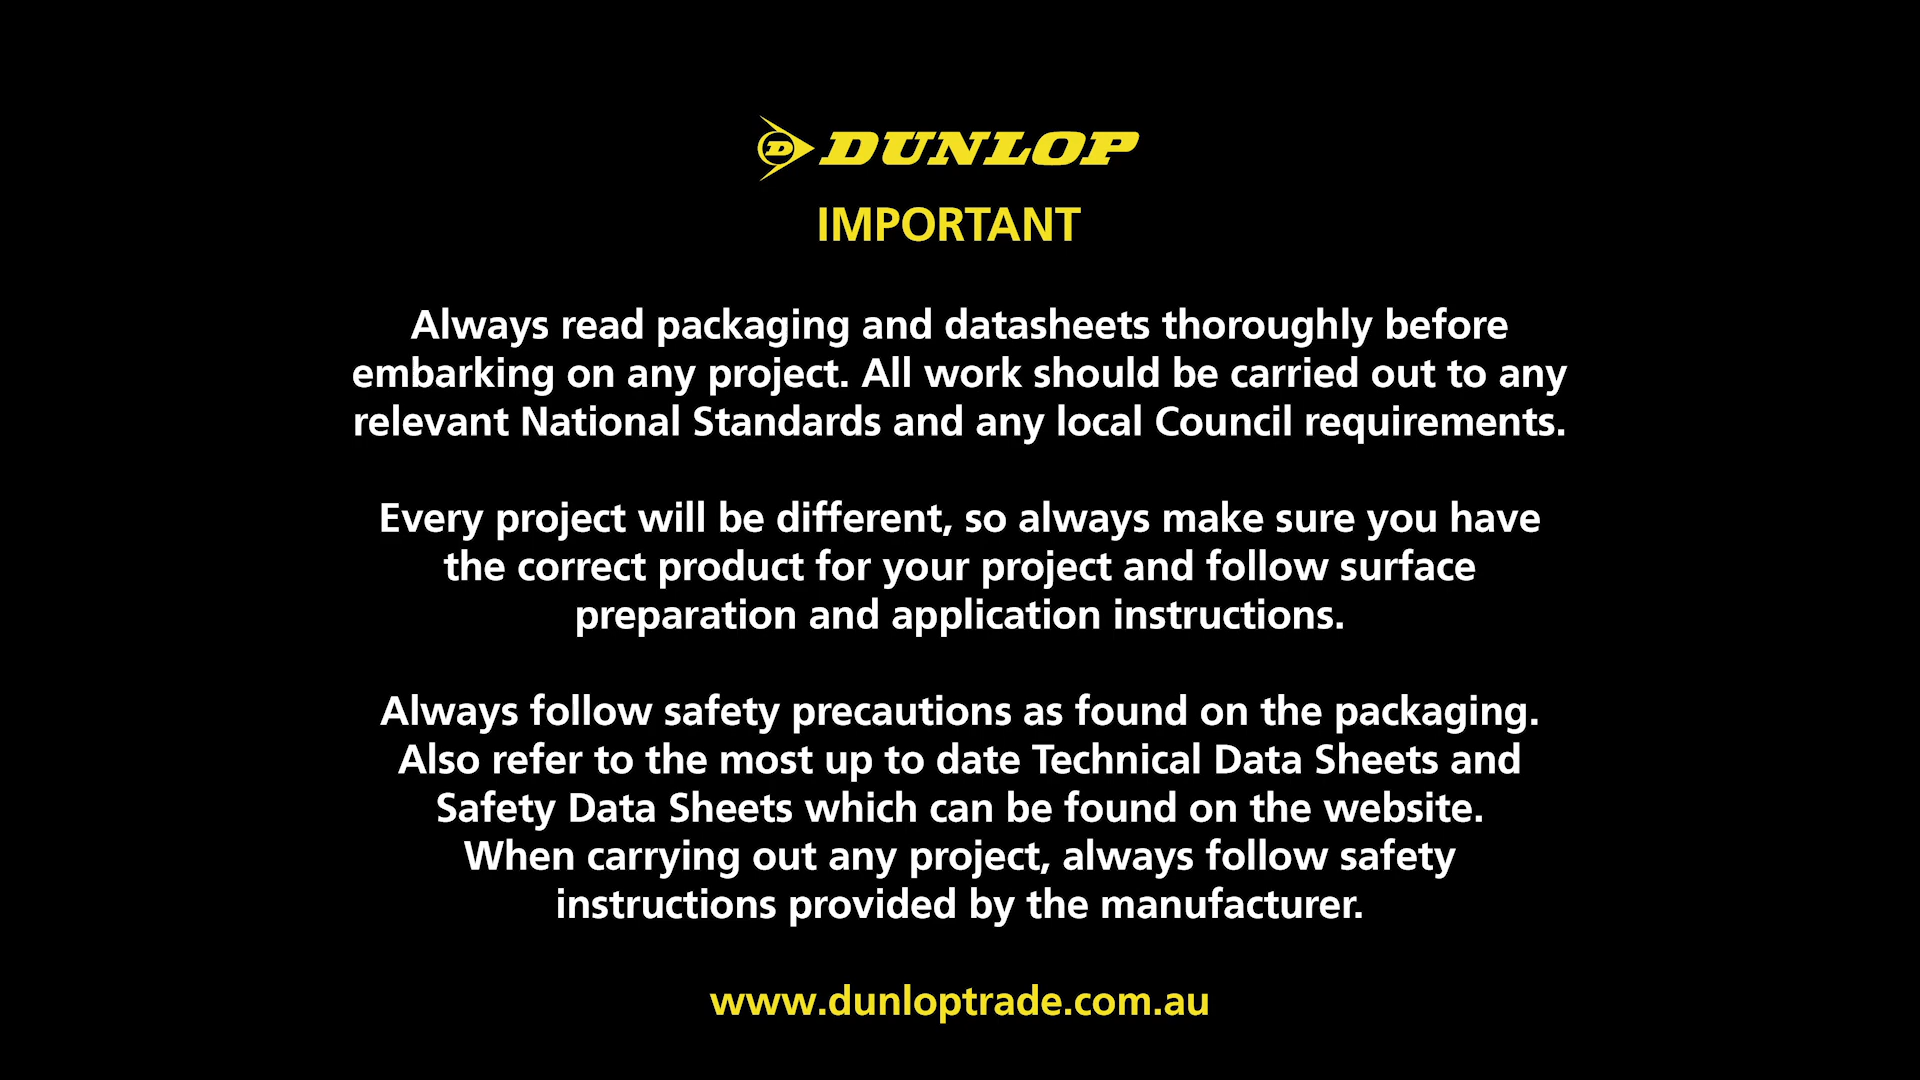 D DUNLOP
IMPORTANT
Always read packaging and datasheets thoroughly before
embarking on any project. All work should be carried out to any
relevant National Standards and any local Council requirements.
Every project will be different, so always make sure you have
the correct product for your project and follow surface
preparation and application instructions.
Always follow safety precautions as found on the packaging.
Also refer to the most up to date Technical Data Sheets and
Safety Data Sheets which can be found on the website.
When carrying out any project, always follow safety
instructions provided by the manufacturer.
www.dunloptrade.com.au